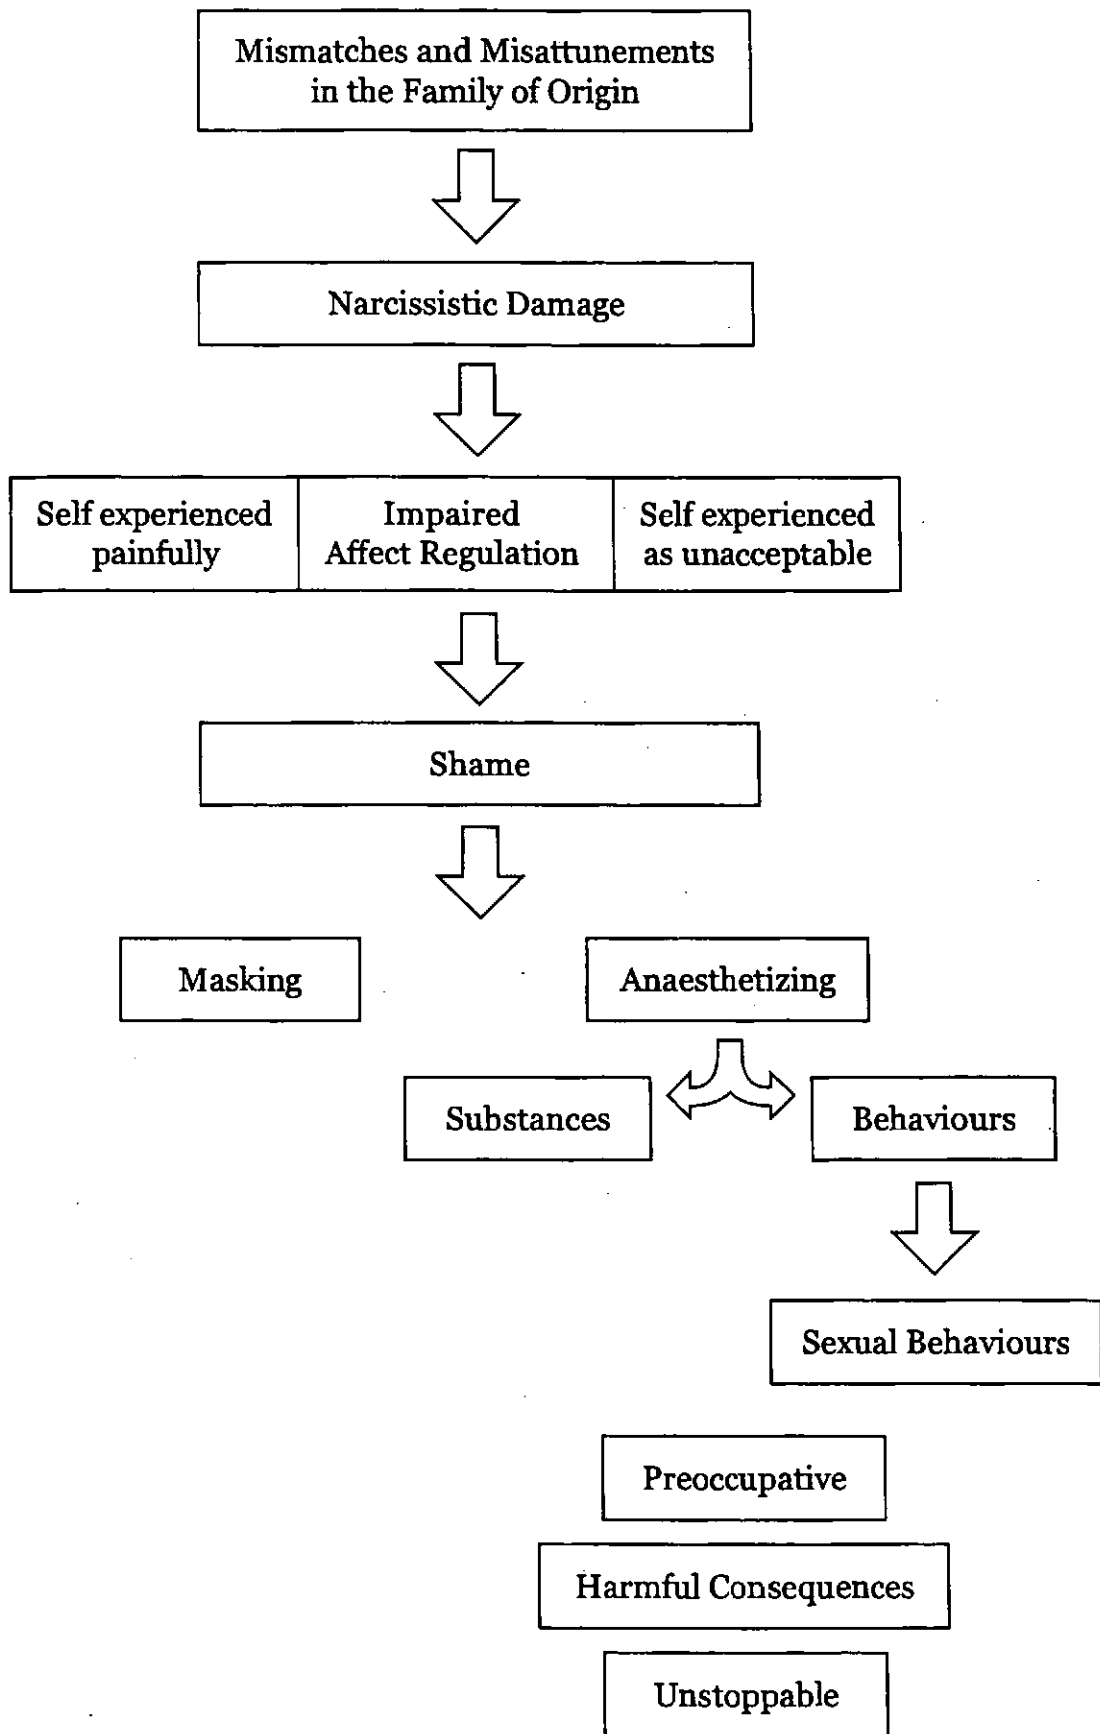 Mismatches and Misattunements
in the Family of Origin
Narcissistic Damage
Self experienced
painfully
Impaired
Affect Regulation
Self experienced
as unacceptable
Shame
Masking
Anaesthetizing
Substances
Behaviours
Sexual Behaviours
Preoccupative
Harmful Consequences
Unstoppable